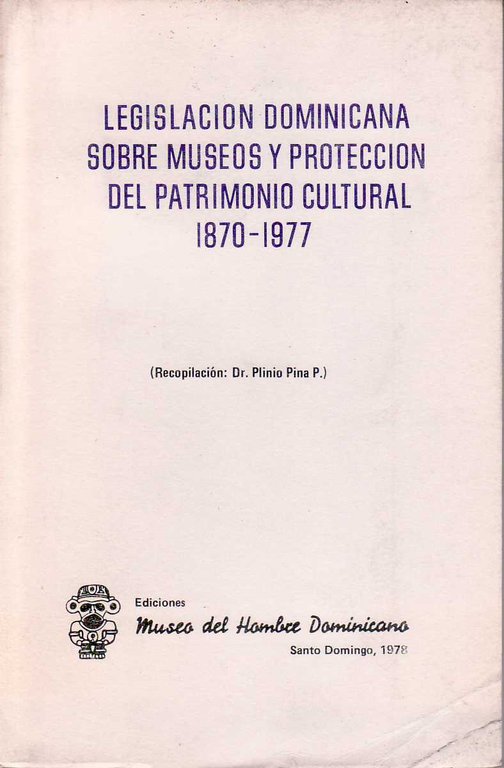 LEGISLACION DOMINICANA
SOBRE MUSEOS Y PROTECCION
DEL PATRIMONIO CULTURAL
1870-1977
(Recopilación: Dr. Plinio Pina P.)
Ediciones
Museo del Hombre Dominicano
Santo Domingo, 1978